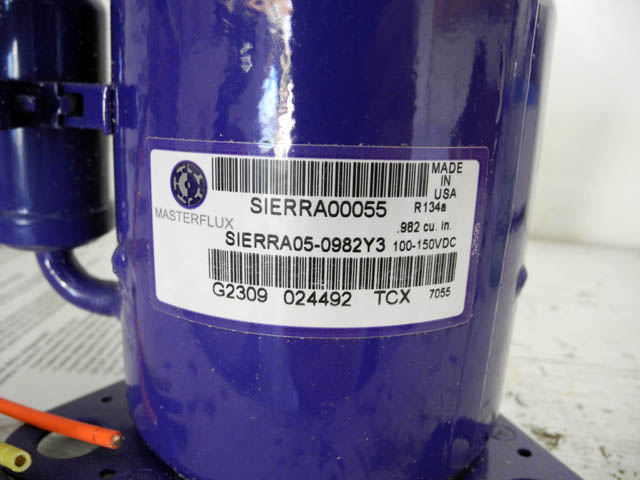 MADE
IN
USA
SIERRA00055 R134a
MASTERFLUX
.982 cu. in.
SIERRA05-0982Y3 100-150VDC
G2309 024492 TCX 7055